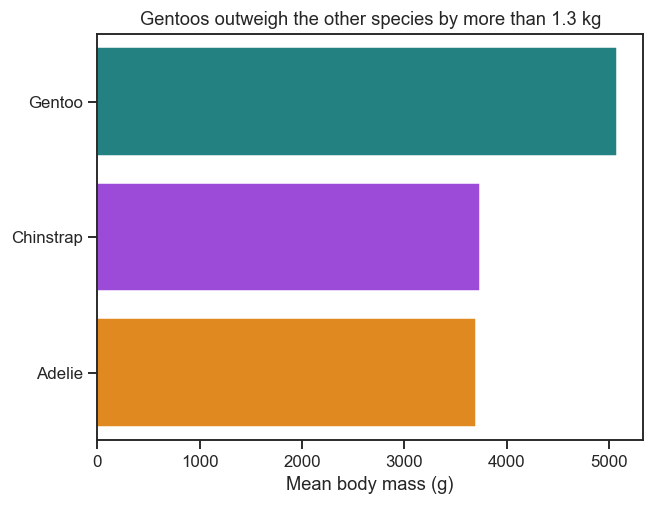 Gentoos outweigh the other species by more than 1.3 kg
Gentoo
Chinstrap
Adelie
0 1000 2000 3000 4000 5000
Mean body mass (g)